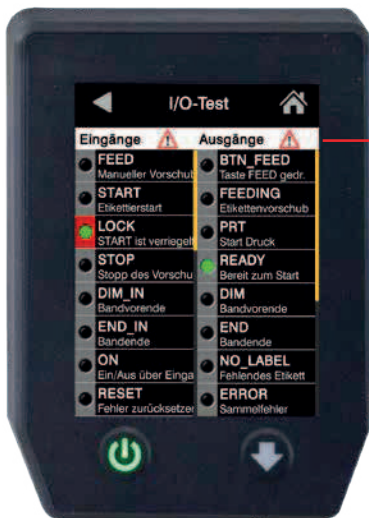 I/O-Test
Eingänge Ausgänge
FEED
Manueller Vorschub
BTN_FEED
Taste FEED gedr.
START
Etikettierstart
FEEDING
Etikettenvorschub
LOCK
START ist verriegelt
PRT
Start Druck
STOP
Stopp des Vorschu
READY
Bereit zum Start
DIM_IN
Bandvorende
DIM
Bandvorende
END_IN
Bandende
END
Bandende
ON
Ein/Aus über Einga
NO_LABEL
Fehlendes Etikett
RESET
Fehler zurücksetzen
ERROR
Sammelfehler